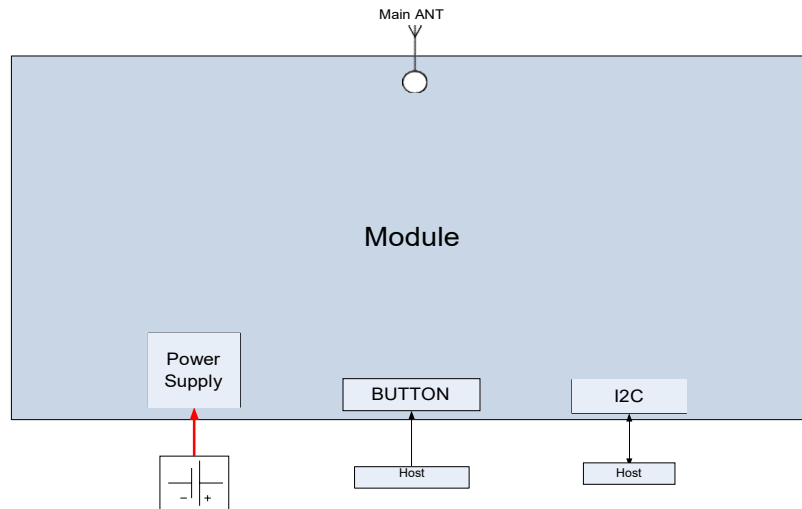 Main ANT
Module
Power
Supply
BUTTON
I2C
Host
Host
− +